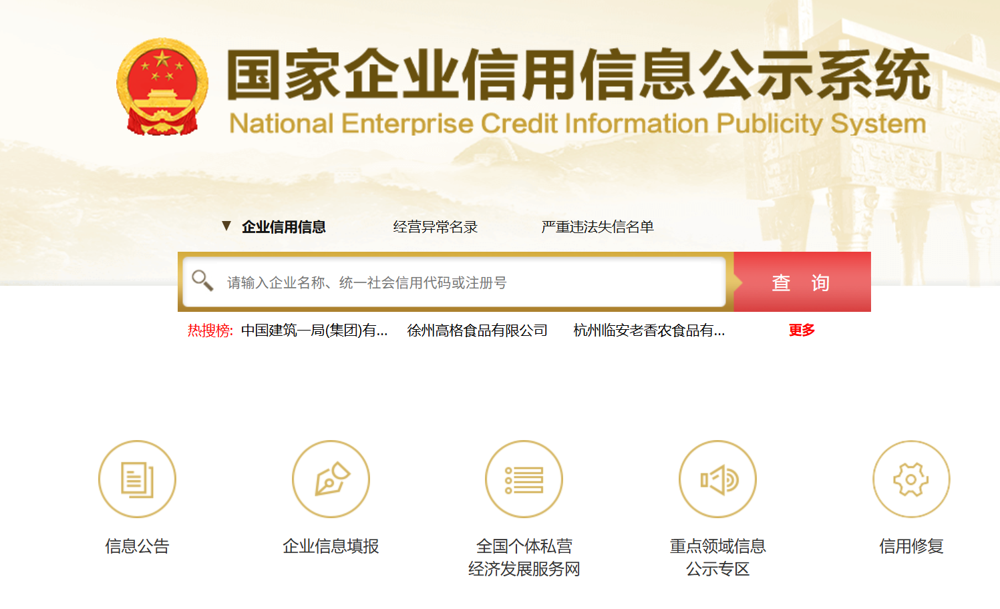 国家企业信用信息公示系统
National Enterprise Credit Information Publicity System
▼ 企业信用信息 经营异常名录 严重违法失信名单
请输入企业名称、统一社会信用代码或注册号 查 询
热搜榜: 中国建筑一局(集团)有... 徐州高格食品有限公司 杭州临安老香农食品有... 更多
信息公告
企业信息填报
全国个体私营
经济发展服务网
重点领域信息
公示专区
信用修复